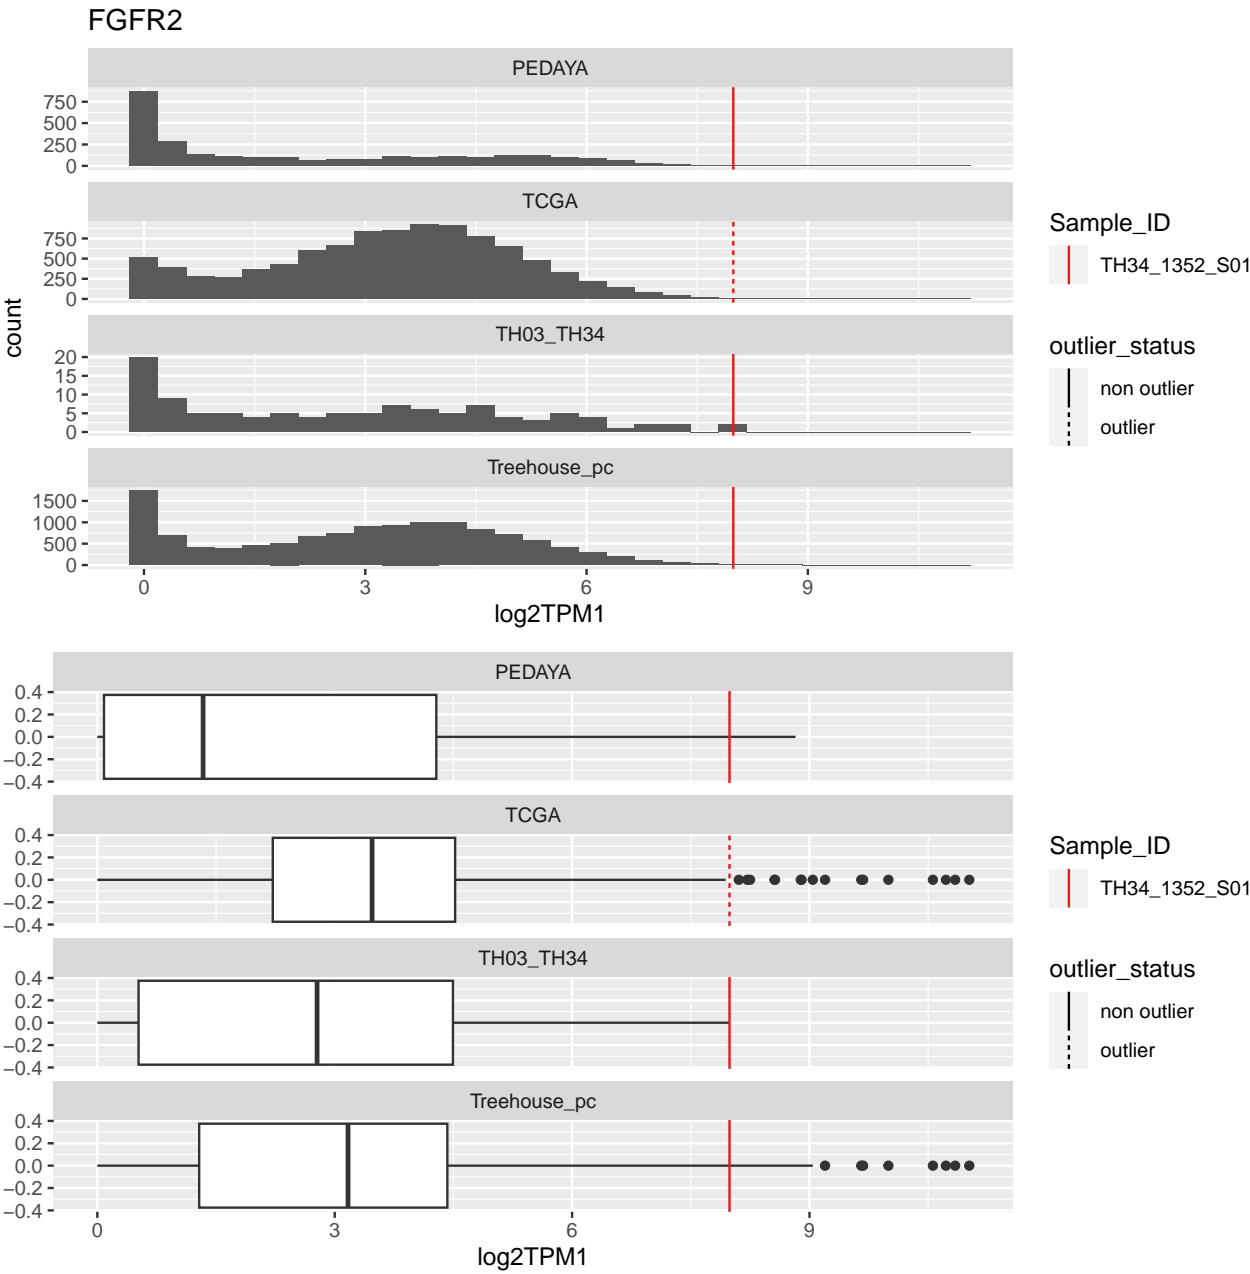 FGFR2
PEDAYA
750
500
250
0
TCGA
750
500
250
0
TH03_TH34
20
15
10
5
0
Treehouse_pc
1500
1000
500
0
0 3 6 9
log2TPM1
count
Sample_ID
TH34_1352_S01
outlier_status
non outlier
outlier
PEDAYA
0.4
0.2
0.0
−0.2
−0.4
TCGA
0.4
0.2
0.0
−0.2
−0.4
TH03_TH34
0.4
0.2
0.0
−0.2
−0.4
Treehouse_pc
0.4
0.2
0.0
−0.2
−0.4
0 3 6 9
log2TPM1
Sample_ID
TH34_1352_S01
outlier_status
non outlier
outlier